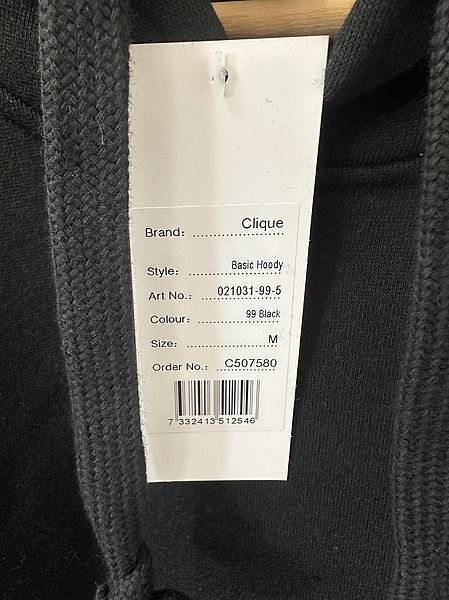 Brand: Clique
Style: Basic Hoody
Art No.: 021031-99-5
Colour: 99 Black
Size: M
Order No.: C507580
7 332413 512546